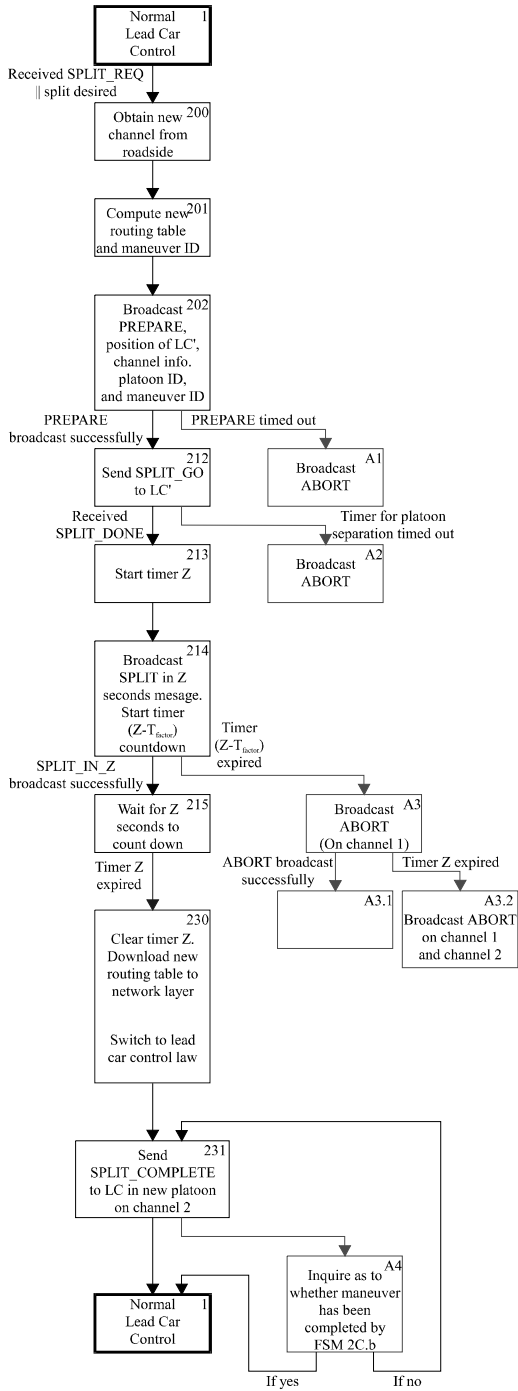 Normal 1
Lead Car
Control
Received SPLIT_REQ
|| split desired
200
Obtain new
channel from
roadside
201
Compute new
routing table
and maneuver ID
202
Broadcast
PREPARE,
position of LC',
channel info.
platoon ID,
and maneuver ID
PREPARE
broadcast successfully
PREPARE timed out
212
Send SPLIT_GO
to LC'
A1
Broadcast
ABORT
Received
SPLIT_DONE
Timer for platoon
separation timed out
213
Start timer Z
A2
Broadcast
ABORT
214
Broadcast
SPLIT in Z
seconds mesage.
Start timer
(Z-Tfactor)
countdown
Timer
(Z-Tfactor)
expired
SPLIT_IN_Z
broadcast successfully
215
Wait for Z
seconds to
count down
A3
Broadcast
ABORT
(On channel 1)
Timer Z
expired
ABORT broadcast
successfully
Timer Z expired
A3.1
A3.2
Broadcast ABORT
on channel 1
and channel 2
230
Clear timer Z.
Download new
routing table to
network layer
Switch to lead
car control law
231
Send
SPLIT_COMPLETE
to LC in new platoon
on channel 2
A4
Inquire as to
whether maneuver
has been
completed by
FSM 2C.b
Normal 1
Lead Car
Control
If yes
If no